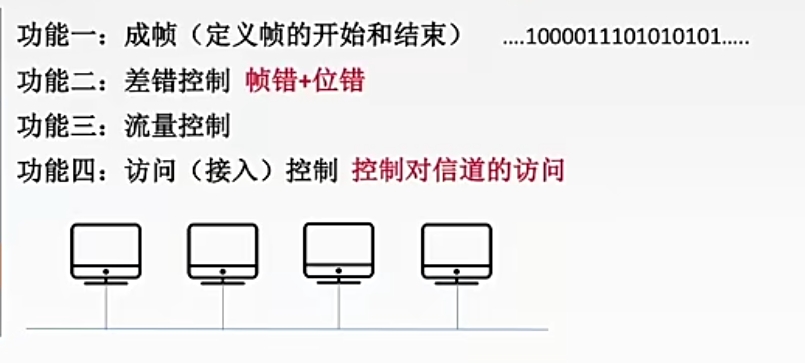 功能一：成帧（定义帧的开始和结束） ....1000011101010101.....
功能二：差错控制 帧错+位错
功能三：流量控制
功能四：访问（接入）控制 控制对信道的访问